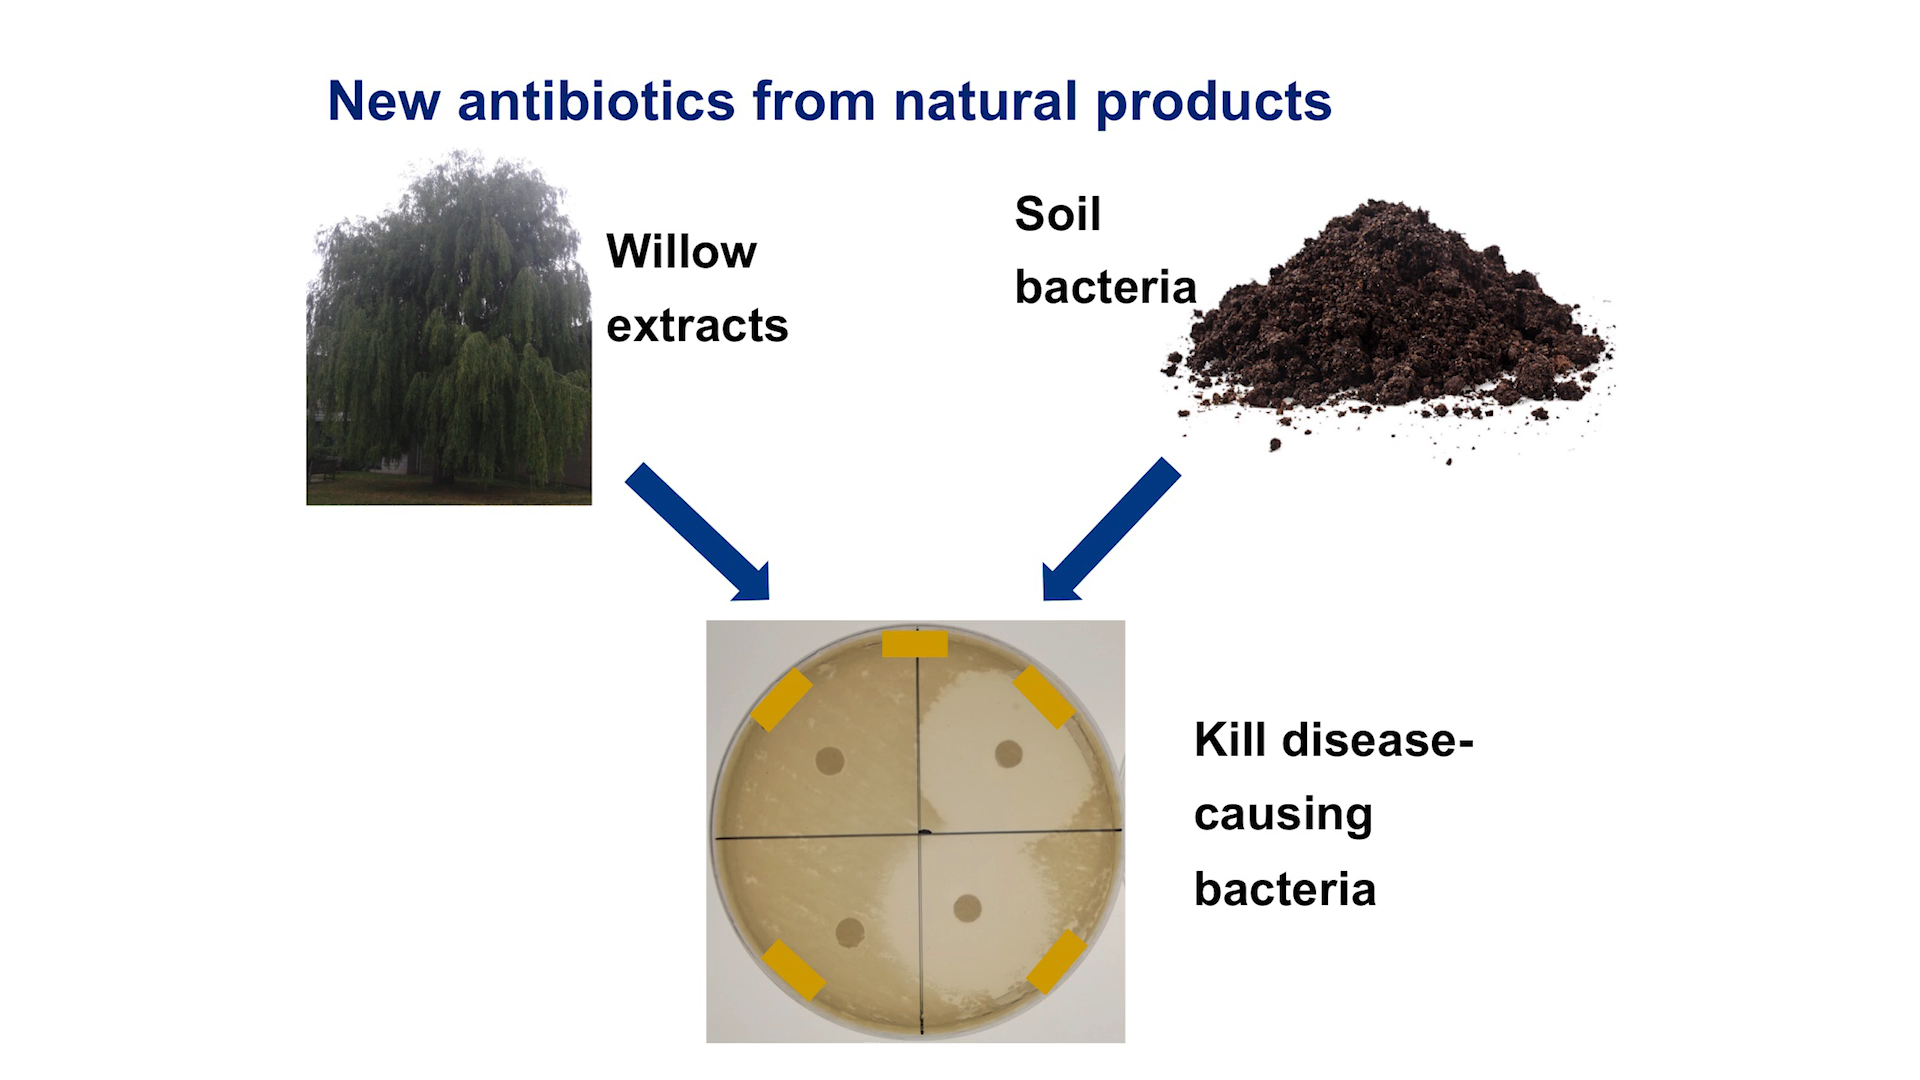 New antibiotics from natural products
Willow
extracts
Soil
bacteria
Kill disease-
causing
bacteria